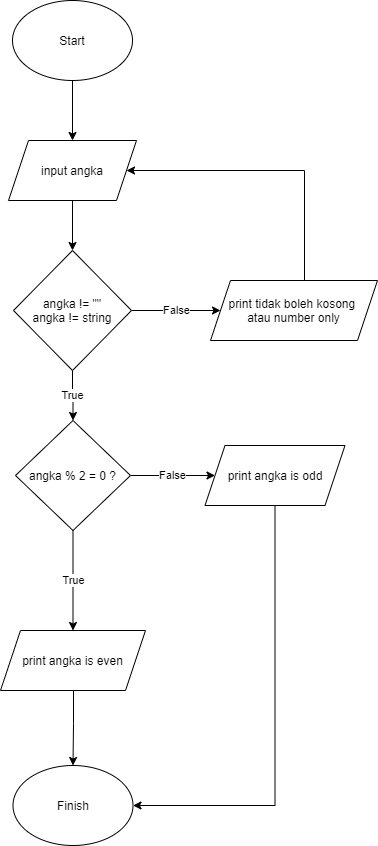 Start
input angka
angka != ""
angka != string
False
print tidak boleh kosong
atau number only
True
angka % 2 = 0 ?
False
print angka is odd
True
print angka is even
Finish